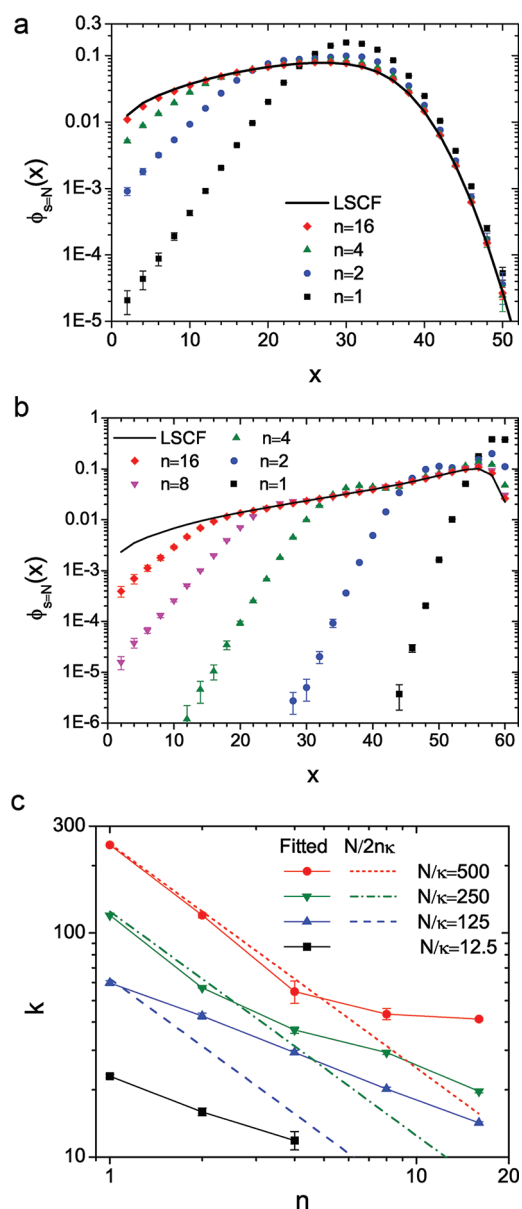 a
0.3
0.1
0.01
1E-3
1E-4
1E-5
ϕs=N(x)
LSCF
n=16
n=4
n=2
n=1
0 10 20 30 40 50
x
b
1
0.1
0.01
1E-3
1E-4
1E-5
1E-6
ϕs=N(x)
LSCF n=4
n=16 n=2
n=8 n=1
0 10 20 30 40 50 60
x
c
300
100
10
k
Fitted N/2nκ
N/κ=500
N/κ=250
N/κ=125
N/κ=12.5
1 10 20
n